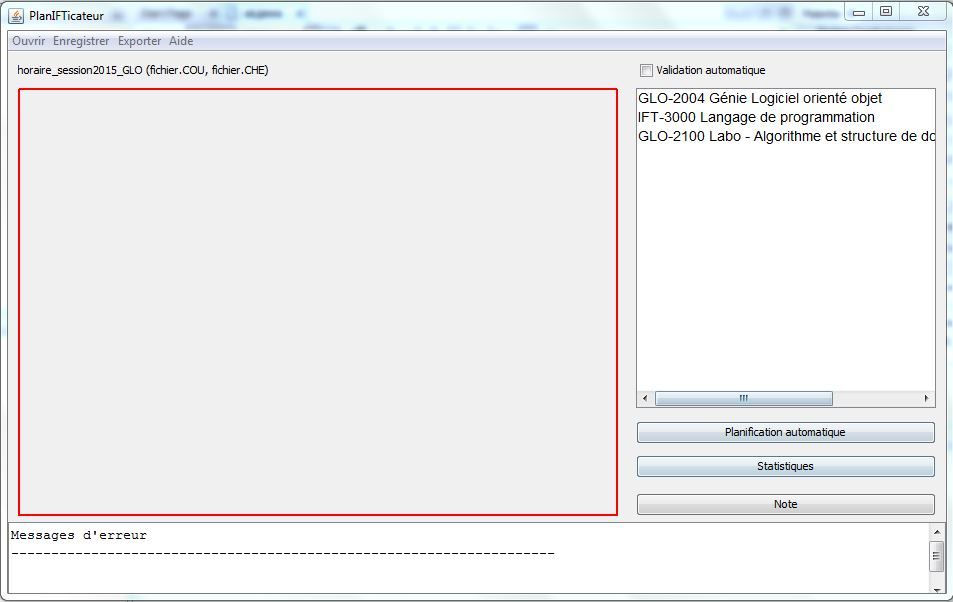 PlanIFTicateur
Ouvrir Enregistrer Exporter Aide
horaire_session2015_GLO (fichier.COU, fichier.CHE)
Validation automatique
GLO-2004 Génie Logiciel orienté objet
IFT-3000 Langage de programmation
GLO-2100 Labo - Algorithme et structure de do
Planification automatique
Statistiques
Note
Messages d'erreur
--------------------------------------------------------------------